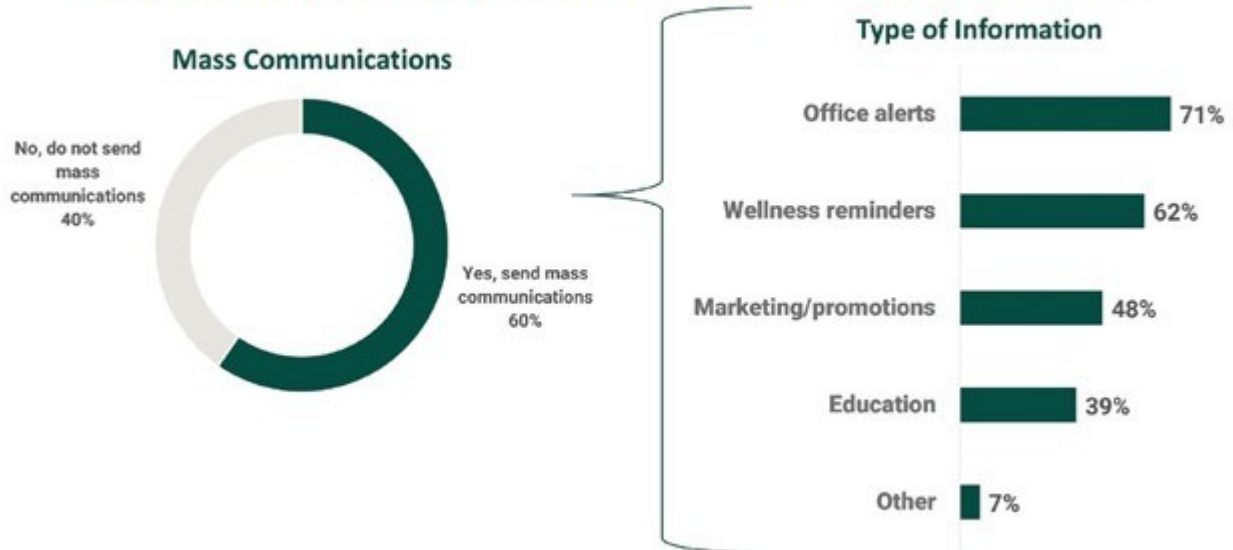 Mass Communications
No, do not send
mass
communications
40%
Yes, send mass
communications
60%
Type of Information
Office alerts 71%
Wellness reminders 62%
Marketing/promotions 48%
Education 39%
Other 7%